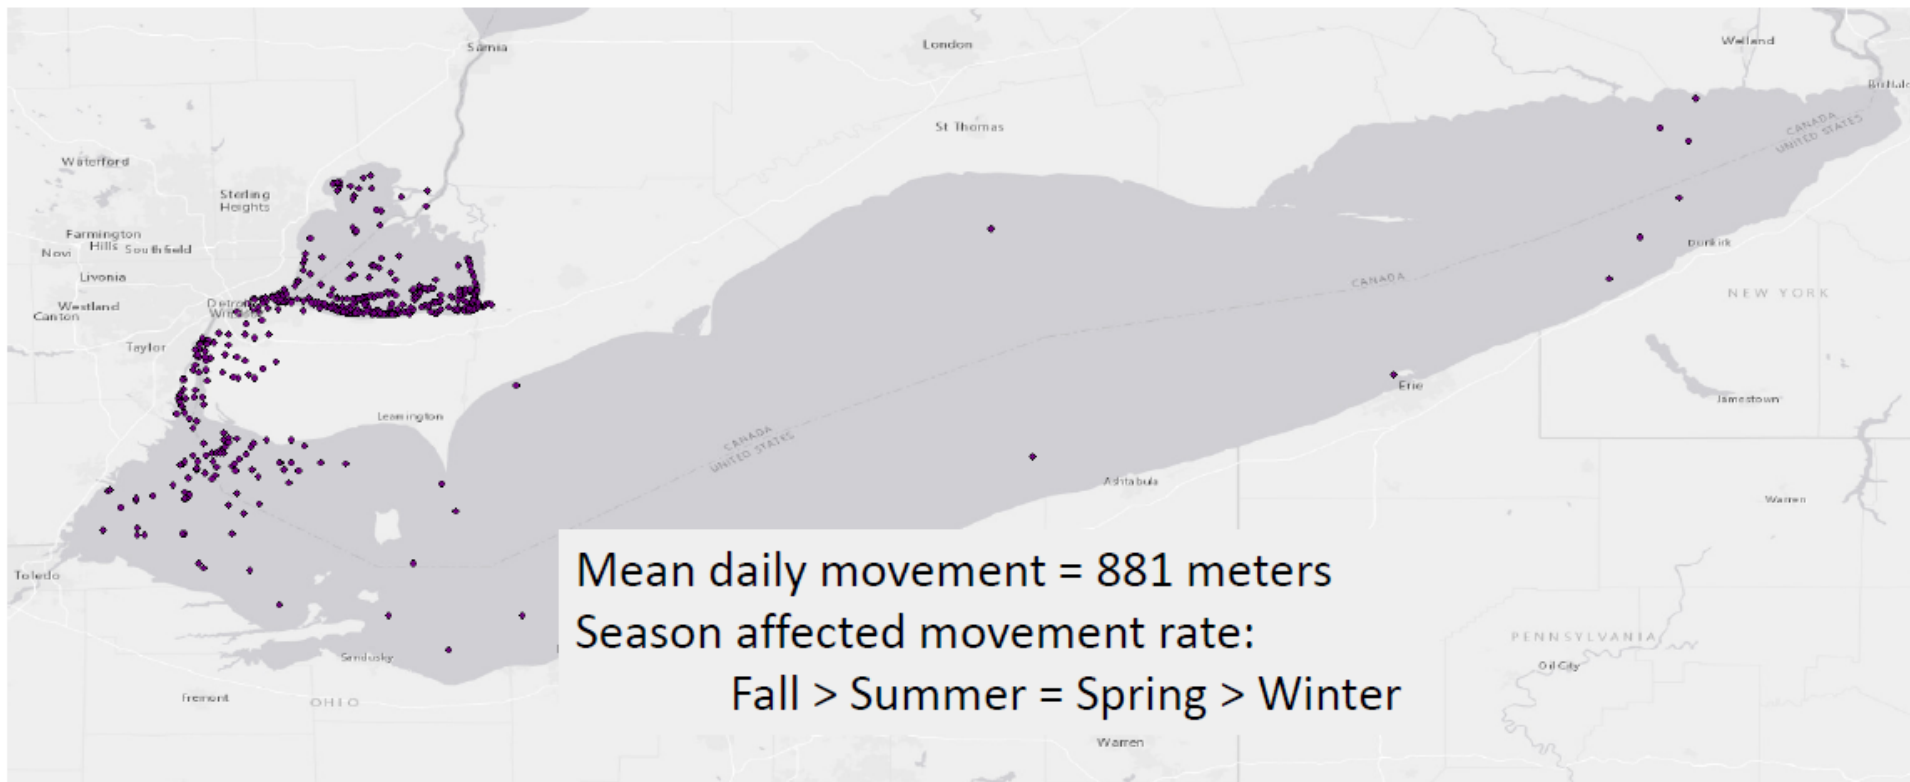 Sarnia
London
Welland
Buffalo
St Thomas
CANADA
UNITED STATES
Waterford
Sterling
Heights
Farmington
Hills
Southfield
Novi
Dunkirk
Livonia
CANADA
Westland
Detroit
NEW YORK
Canton
Taylor
Erie
Jamestown
Leamington
CANADA
UNITED STATES
Ashtabula
Warren
Toledo
Mean daily movement = 881 meters
Season affected movement rate:
Fall > Summer = Spring > Winter
PENNSYLVANIA
Oil City
Sandusky
Fremont
OHIO
Warren